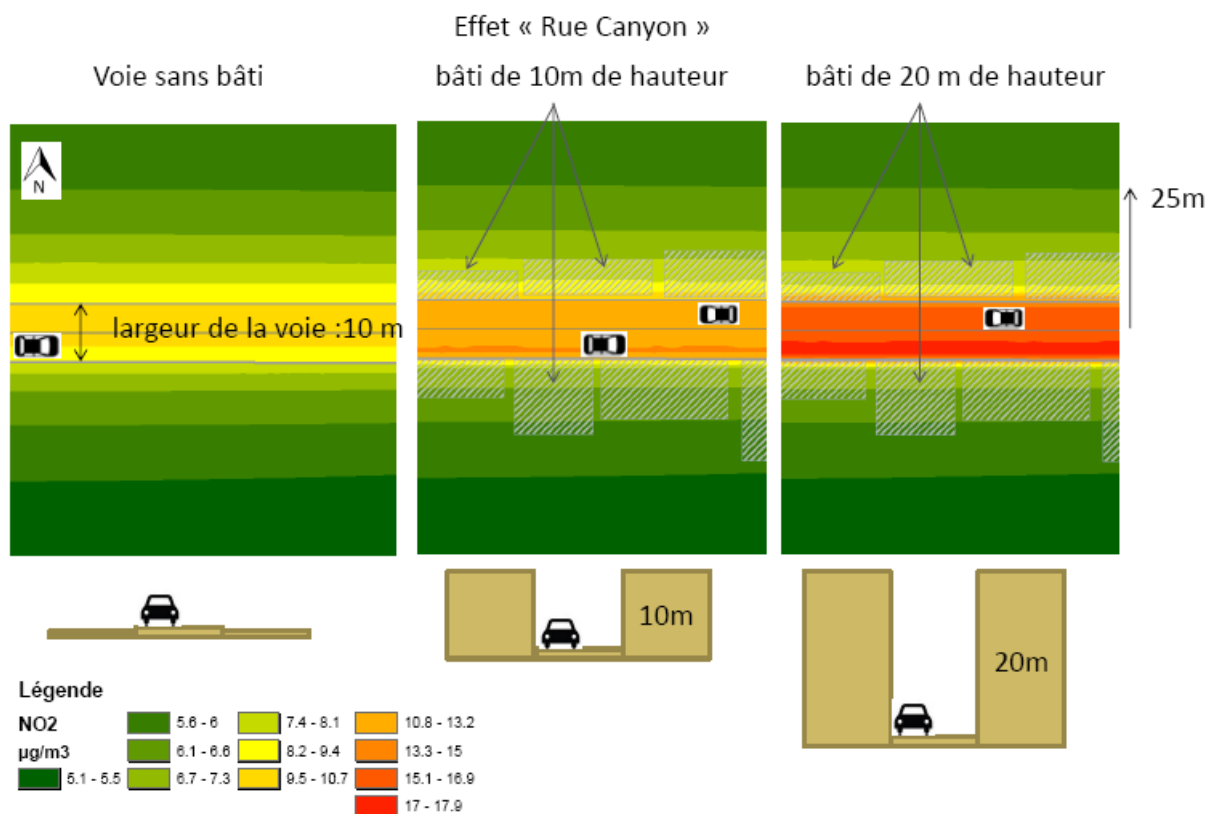 Effet « Rue Canyon »
Voie sans bâti
bâti de 10m de hauteur
bâti de 20 m de hauteur
N
25m
largeur de la voie :10 m
10m
20m
Légende
NO2
µg/m3
5.1 - 5.5
5.6 - 6
6.1 - 6.6
6.7 - 7.3
7.4 - 8.1
8.2 - 9.4
9.5 - 10.7
10.8 - 13.2
13.3 - 15
15.1 - 16.9
17 - 17.9